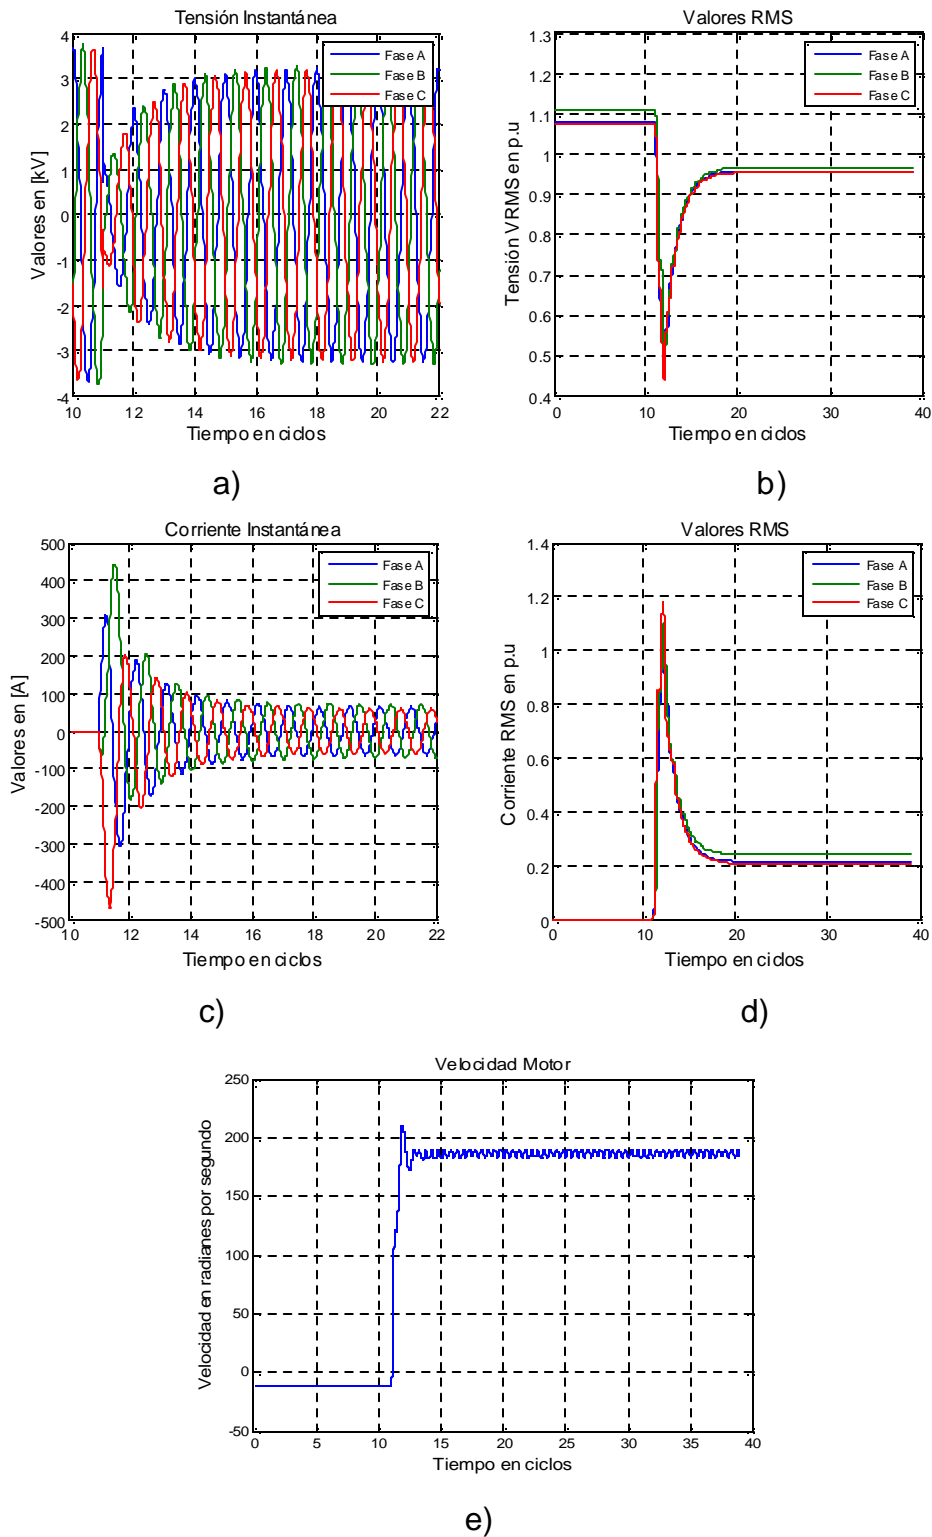 Tensión Instantánea
Valores en [kV]
4
3
2
1
0
-1
-2
-3
-4
10 12 14 16 18 20 22
Tiempo en ciclos
Fase A
Fase B
Fase C
a)
Valores RMS
Tensión VRMS en p.u
1.3
1.2
1.1
1
0.9
0.8
0.7
0.6
0.5
0.4
0 10 20 30 40
Tiempo en ciclos
Fase A
Fase B
Fase C
b)
Corriente Instantánea
Valores en [A]
500
400
300
200
100
0
-100
-200
-300
-400
-500
10 12 14 16 18 20 22
Tiempo en ciclos
Fase A
Fase B
Fase C
c)
Valores RMS
Corriente RMS en p.u
1.4
1.2
1
0.8
0.6
0.4
0.2
0
0 10 20 30 40
Tiempo en ciclos
Fase A
Fase B
Fase C
d)
Velocidad Motor
Velocidad en radianes por segundo
250
200
150
100
50
0
-50
0 5 10 15 20 25 30 35 40
Tiempo en ciclos
e)